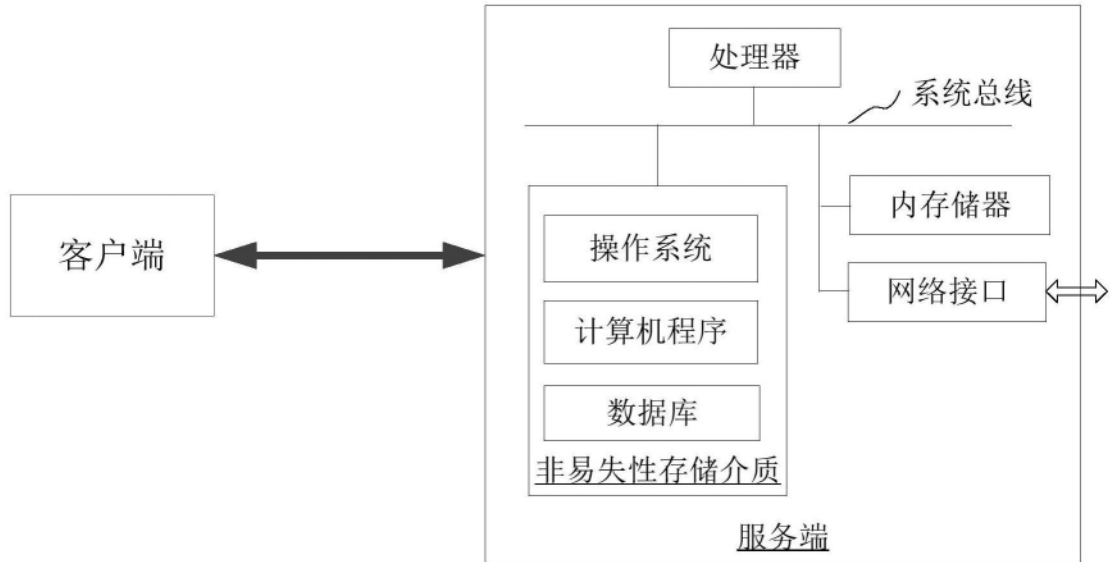 处理器
系统总线
内存储器
客户端
操作系统
网络接口
计算机程序
数据库
非易失性存储介质
服务端